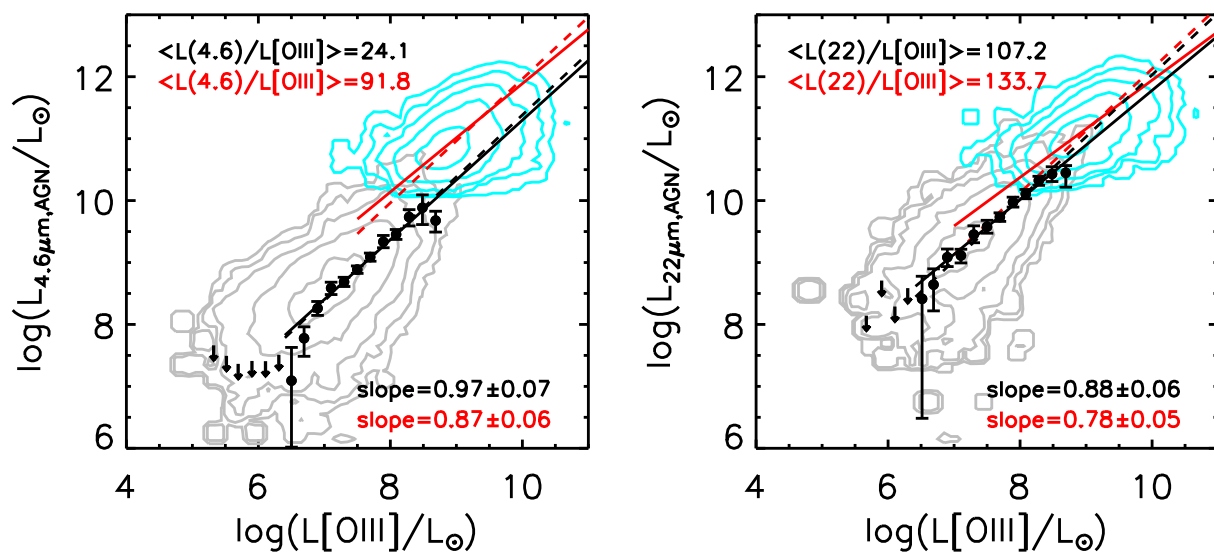 <L(4.6)/L[OIII]>=24.1
<L(4.6)/L[OIII]>=91.8
12
10
8
6
log(L4.6μm,AGN/L⊙)
slope=0.97±0.07
slope=0.87±0.06
4 6 8 10
log(L[OIII]/L⊙)
<L(22)/L[OIII]>=107.2
<L(22)/L[OIII]>=133.7
12
10
8
6
log(L22μm,AGN/L⊙)
slope=0.88±0.06
slope=0.78±0.05
4 6 8 10
log(L[OIII]/L⊙)